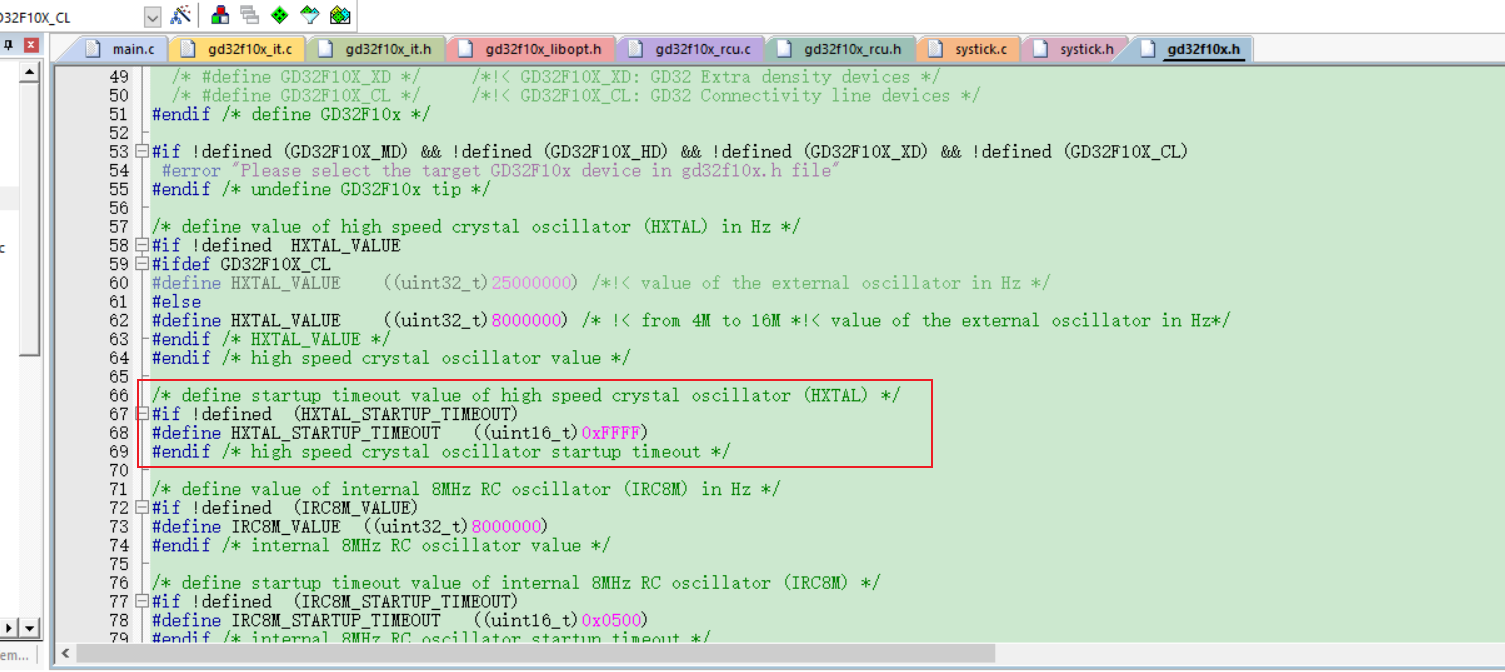 D32F10X_CL
main.c gd32f10x_it.c gd32f10x_it.h gd32f10x_libopt.h gd32f10x_rcu.c gd32f10x_rcu.h systick.c systick.h gd32f10x.h
49 /* #define GD32F10X_XD */ /*!< GD32F10X_XD: GD32 Extra density devices */
50 /* #define GD32F10X_CL */ /*!< GD32F10X_CL: GD32 Connectivity line devices */
51 #endif /* define GD32F10x */
52
53 #if !defined (GD32F10X_MD) && !defined (GD32F10X_HD) && !defined (GD32F10X_XD) && !defined (GD32F10X_CL)
54 #error "Please select the target GD32F10x device in gd32f10x.h file"
55 #endif /* undefine GD32F10x tip */
56
57 /* define value of high speed crystal oscillator (HXTAL) in Hz */
58 #if !defined HXTAL_VALUE
59 #ifdef GD32F10X_CL
60 #define HXTAL_VALUE ((uint32_t)25000000) /*!< value of the external oscillator in Hz */
61 #else
62 #define HXTAL_VALUE ((uint32_t)8000000) /* !< from 4M to 16M *!< value of the external oscillator in Hz*/
63 #endif /* HXTAL_VALUE */
64 #endif /* high speed crystal oscillator value */
65
66 /* define startup timeout value of high speed crystal oscillator (HXTAL) */
67 #if !defined (HXTAL_STARTUP_TIMEOUT)
68 #define HXTAL_STARTUP_TIMEOUT ((uint16_t)0xFFFF)
69 #endif /* high speed crystal oscillator startup timeout */
70
71 /* define value of internal 8MHz RC oscillator (IRC8M) in Hz */
72 #if !defined (IRC8M_VALUE)
73 #define IRC8M_VALUE ((uint32_t)8000000)
74 #endif /* internal 8MHz RC oscillator value */
75
76 /* define startup timeout value of internal 8MHz RC oscillator (IRC8M) */
77 #if !defined (IRC8M_STARTUP_TIMEOUT)
78 #define IRC8M_STARTUP_TIMEOUT ((uint16_t)0x0500)
79 #endif /* internal 8MHz RC oscillator startup timeout */
c
em...